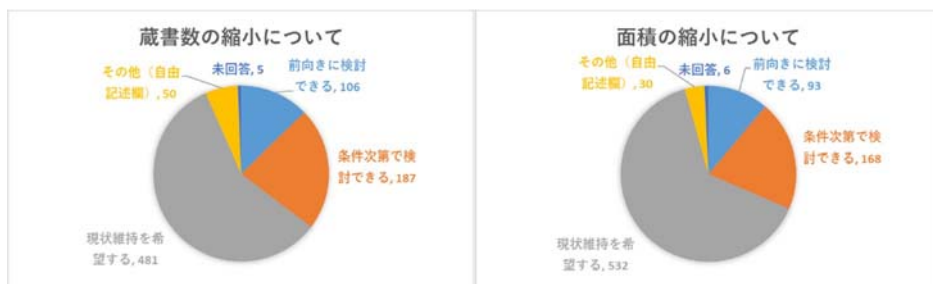 蔵書数の縮小について
その他（自由
記述欄）, 50
未回答, 5
前向きに検討
できる, 106
条件次第で検
討できる, 187
現状維持を希
望する, 481
面積の縮小について
その他（自由
記述欄）, 30
未回答, 6
前向きに検討
できる, 93
条件次第で検
討できる, 168
現状維持を希
望する, 532